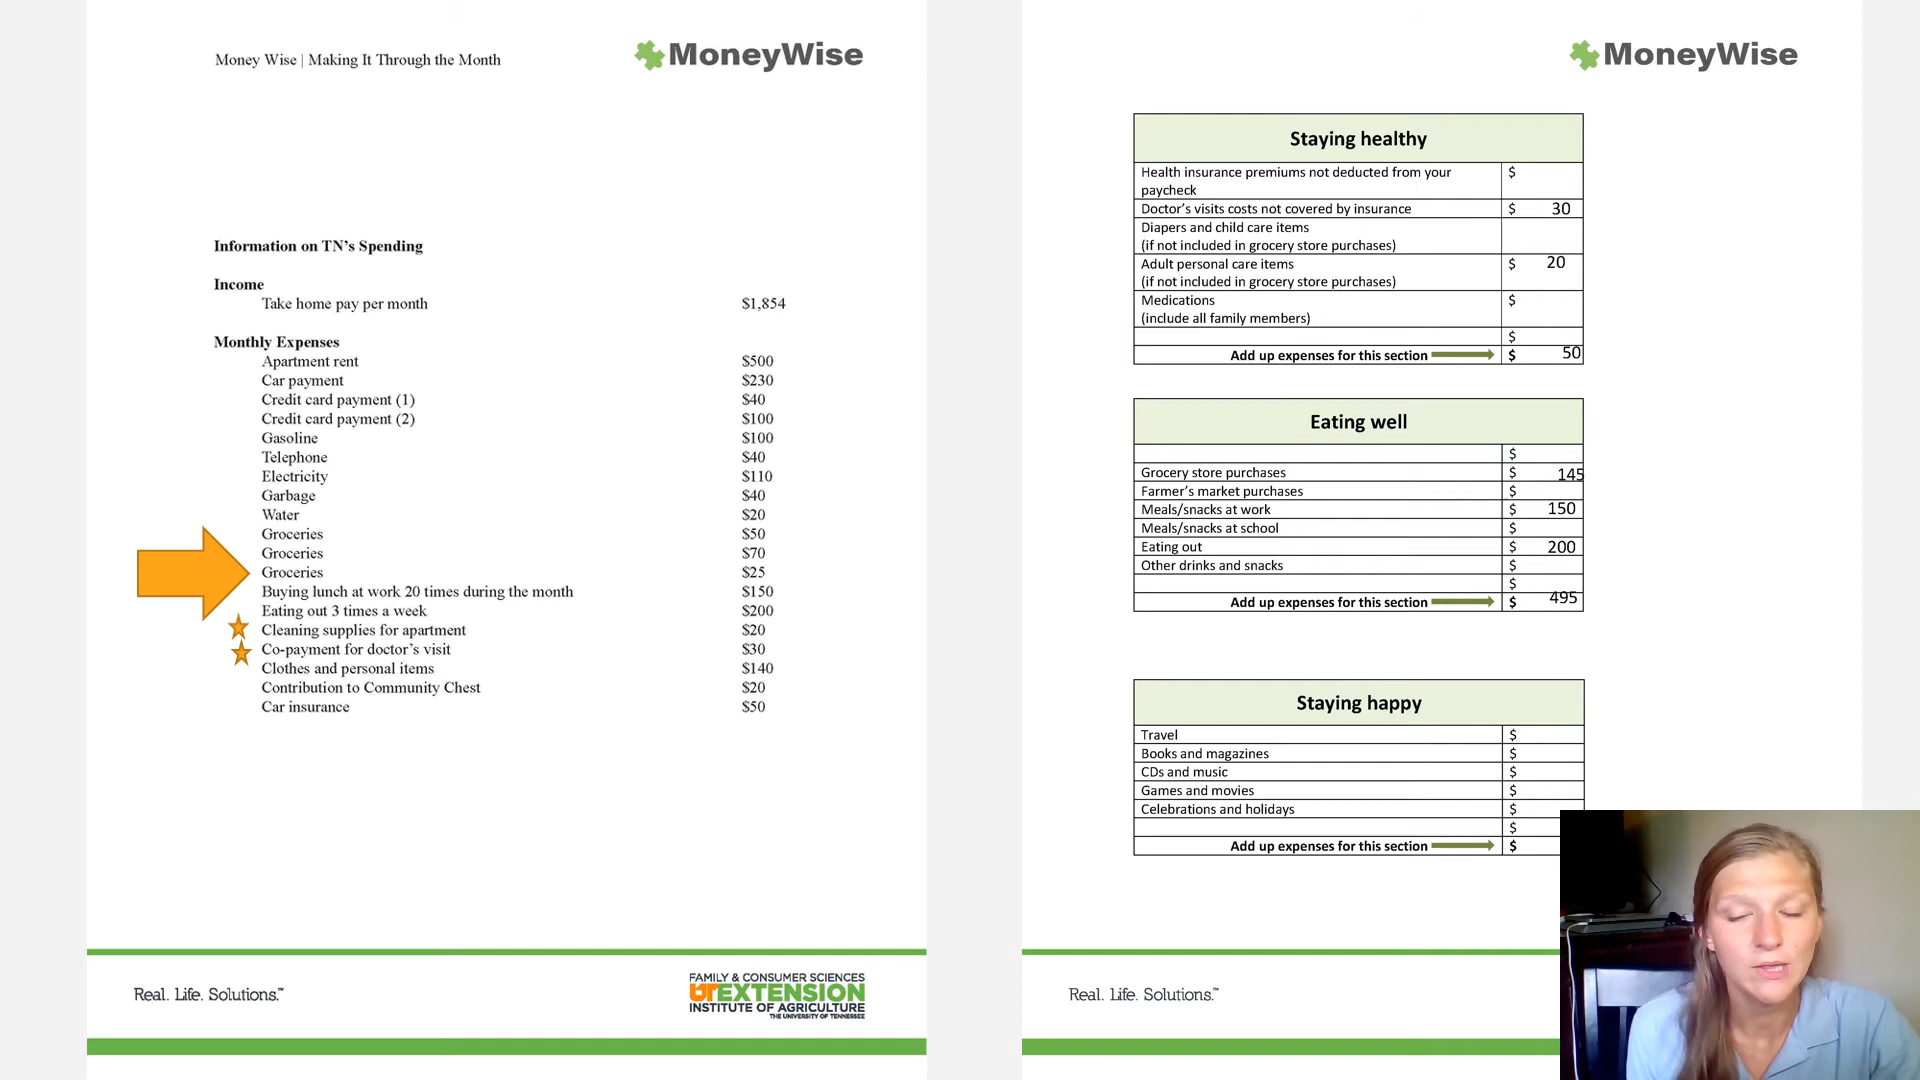 Money Wise | Making It Through the Month
MoneyWise
Information on TN's Spending
Income
Take home pay per month $1,854
Monthly Expenses
Apartment rent $500
Car payment $230
Credit card payment (1) $40
Credit card payment (2) $100
Gasoline $100
Telephone $40
Electricity $110
Garbage $40
Water $20
Groceries $50
Groceries $70
Groceries $25
Buying lunch at work 20 times during the month $150
Eating out 3 times a week $200
Cleaning supplies for apartment $20
Co-payment for doctor's visit $30
Clothes and personal items $140
Contribution to Community Chest $20
Car insurance $50
Real. Life. Solutions.™
FAMILY & CONSUMER SCIENCES
UT EXTENSION
INSTITUTE OF AGRICULTURE
THE UNIVERSITY OF TENNESSEE
MoneyWise
Staying healthy
Health insurance premiums not deducted from your $
paycheck
Doctor's visits costs not covered by insurance $ 30
Diapers and child care items
(if not included in grocery store purchases)
Adult personal care items $ 20
(if not included in grocery store purchases)
Medications $
(include all family members)
$
Add up expenses for this section $ 50
Eating well
$
Grocery store purchases $ 145
Farmer's market purchases $
Meals/snacks at work $ 150
Meals/snacks at school $
Eating out $ 200
Other drinks and snacks $
$
Add up expenses for this section $ 495
Staying happy
Travel $
Books and magazines $
CDs and music $
Games and movies $
Celebrations and holidays $
$
Add up expenses for this section $
Real. Life. Solutions.™